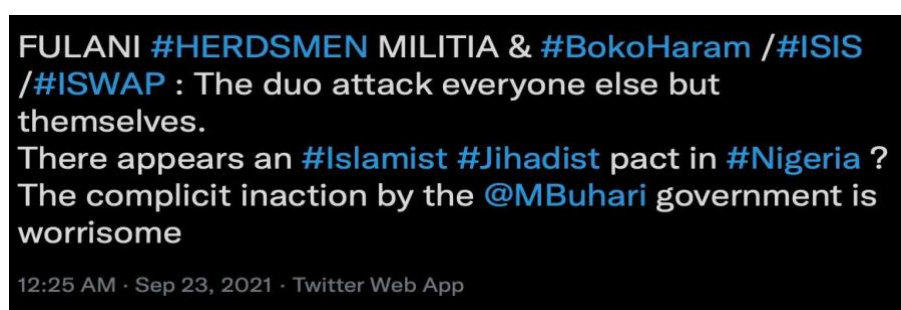 FULANI #HERDSMEN MILITIA & #BokoHaram /#ISIS
/#ISWAP : The duo attack everyone else but
themselves.
There appears an #Islamist #Jihadist pact in #Nigeria ?
The complicit inaction by the @MBuhari government is
worrisome
12:25 AM · Sep 23, 2021 · Twitter Web App